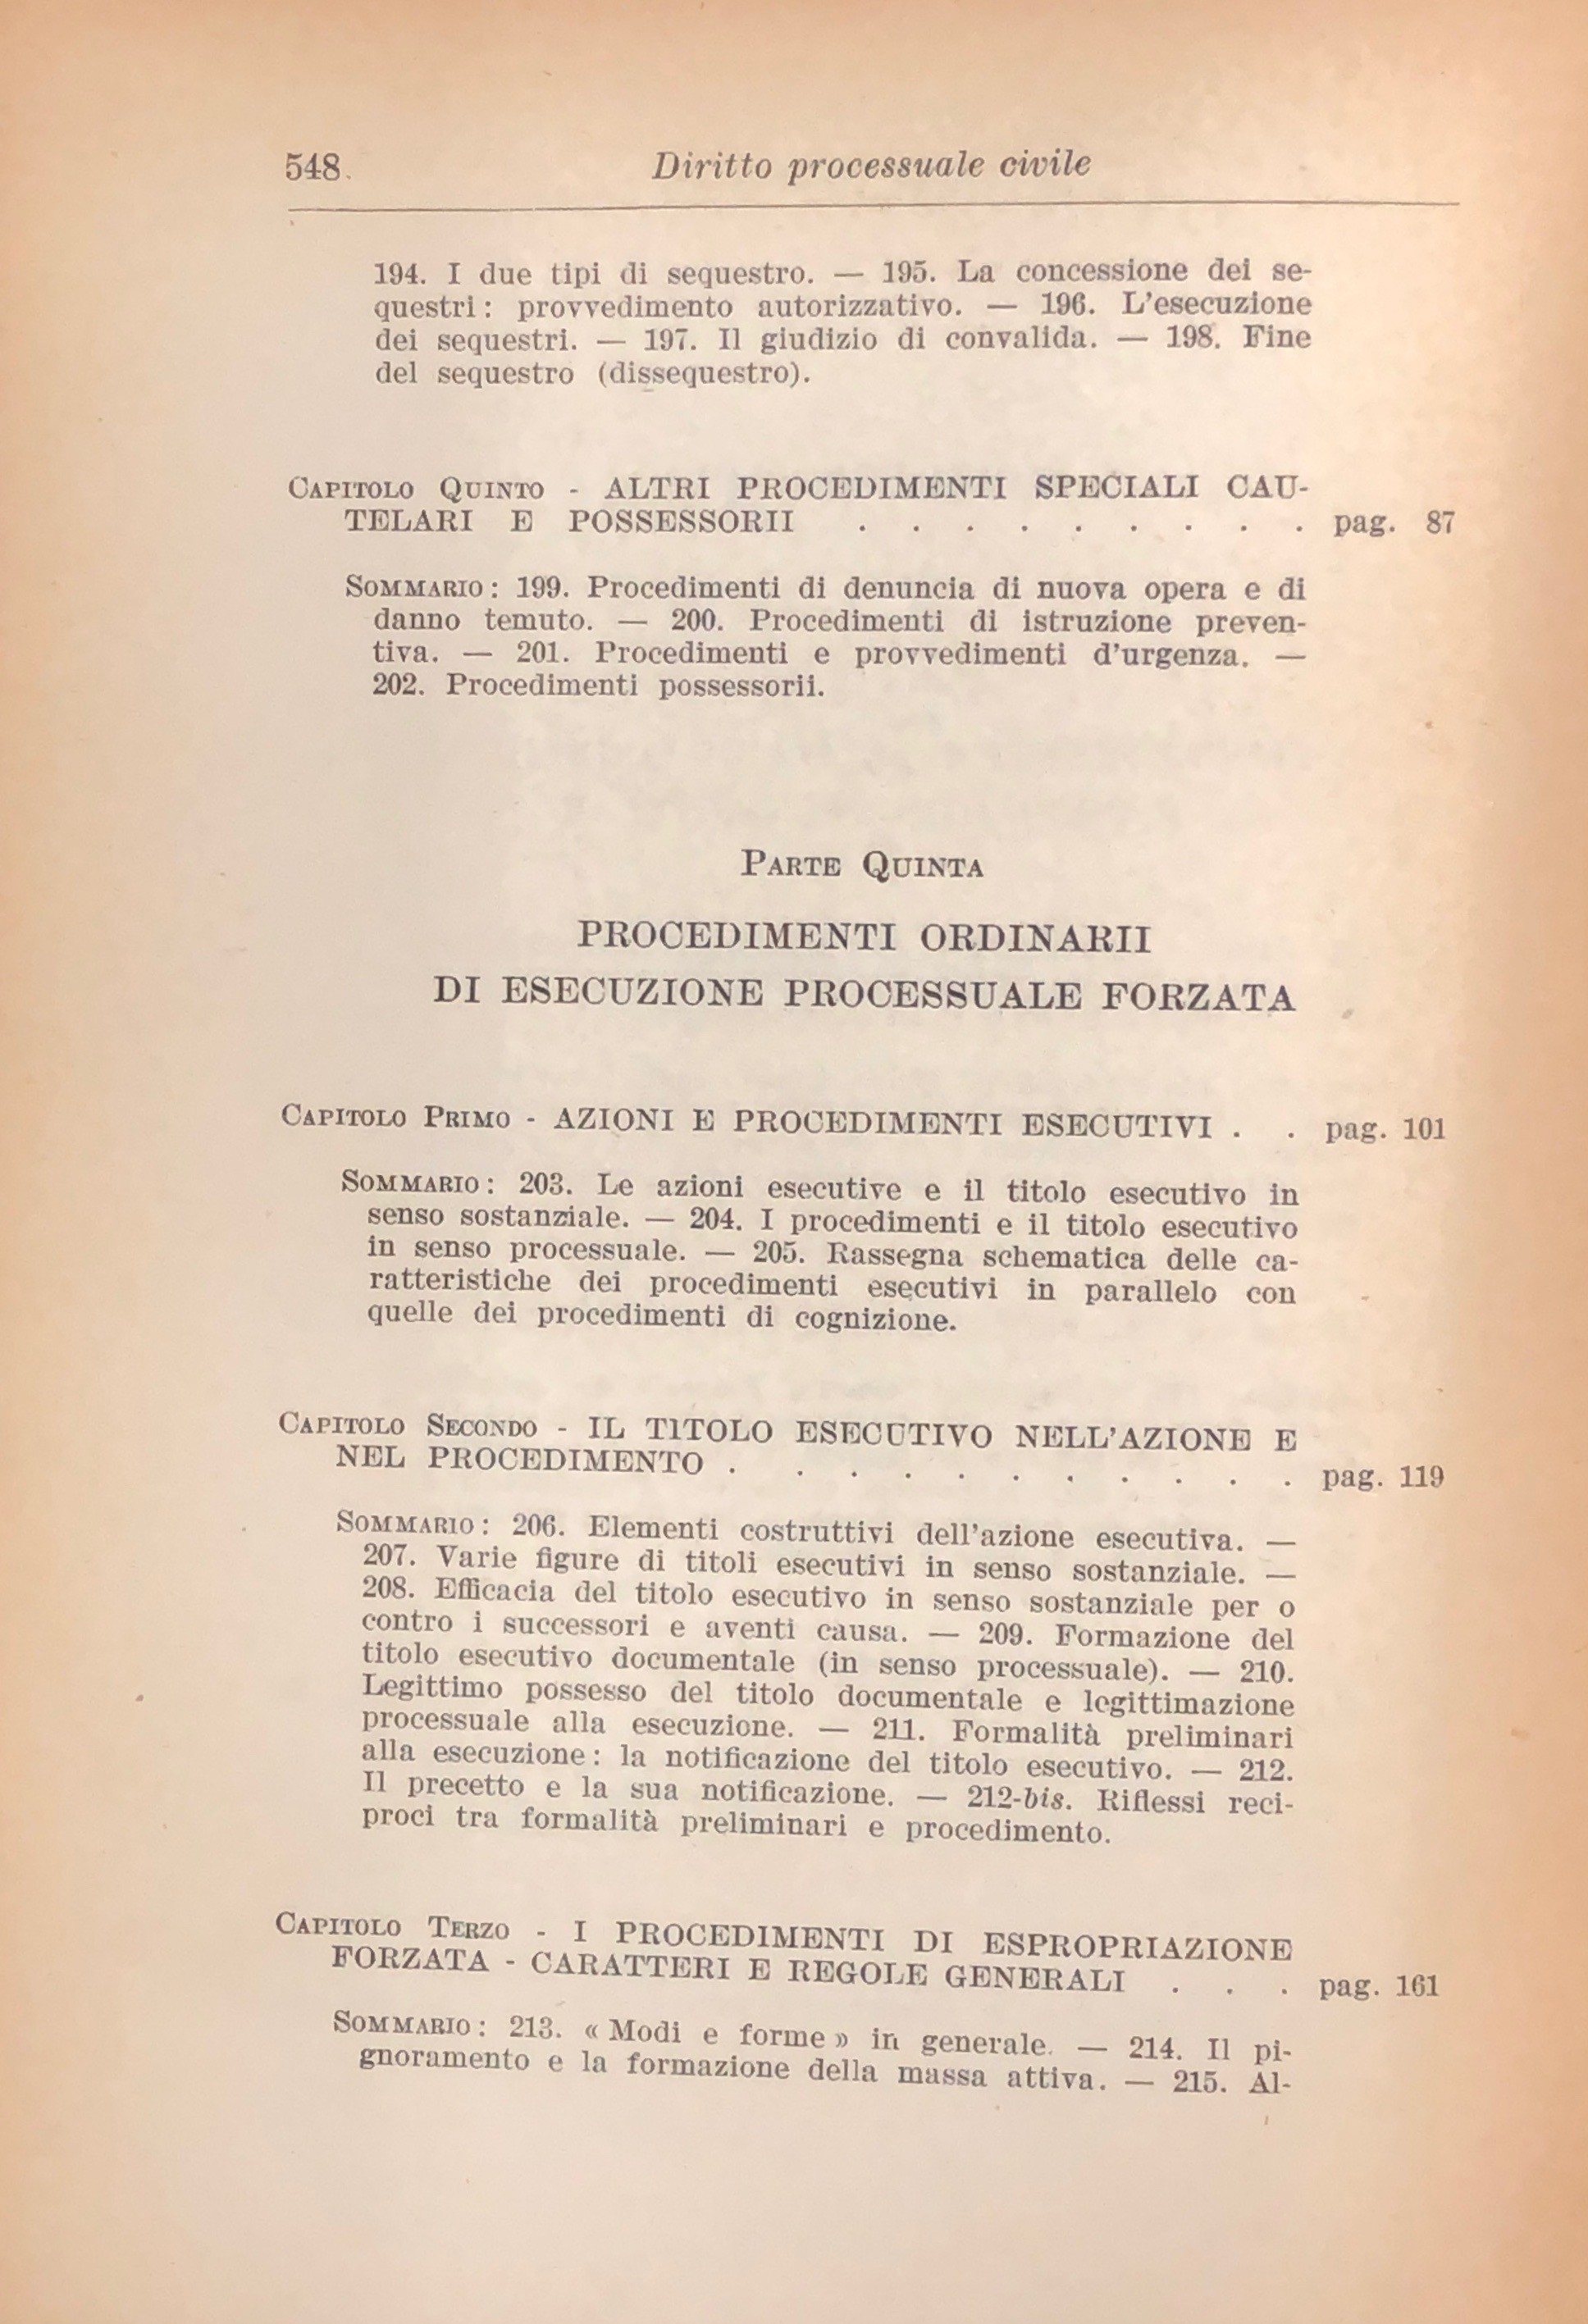 548
Diritto processuale civile
194. I due tipi di sequestro. — 195. La concessione dei se-
questri: provvedimento autorizzativo. — 196. L'esecuzione
dei sequestri. — 197. Il giudizio di convalida. — 198. Fine
del sequestro (dissequestro).
Capitolo Quinto - ALTRI PROCEDIMENTI SPECIALI CAU-
TELARI E POSSESSORII . . . . . . . . . pag. 87
Sommario: 199. Procedimenti di denuncia di nuova opera e di
danno temuto. — 200. Procedimenti di istruzione preven-
tiva. — 201. Procedimenti e provvedimenti d'urgenza. —
202. Procedimenti possessorii.
Parte Quinta
PROCEDIMENTI ORDINARII
DI ESECUZIONE PROCESSUALE FORZATA
Capitolo Primo - AZIONI E PROCEDIMENTI ESECUTIVI . . pag. 101
Sommario: 203. Le azioni esecutive e il titolo esecutivo in
senso sostanziale. — 204. I procedimenti e il titolo esecutivo
in senso processuale. — 205. Rassegna schematica delle ca-
ratteristiche dei procedimenti esecutivi in parallelo con
quelle dei procedimenti di cognizione.
Capitolo Secondo - IL TITOLO ESECUTIVO NELL'AZIONE E
NEL PROCEDIMENTO . . . . . . . . . . . pag. 119
Sommario: 206. Elementi costruttivi dell'azione esecutiva. —
207. Varie figure di titoli esecutivi in senso sostanziale. —
208. Efficacia del titolo esecutivo in senso sostanziale per o
contro i successori e aventi causa. — 209. Formazione del
titolo esecutivo documentale (in senso processuale). — 210.
Legittimo possesso del titolo documentale e legittimazione
processuale alla esecuzione. — 211. Formalità preliminari
alla esecuzione: la notificazione del titolo esecutivo. — 212.
Il precetto e la sua notificazione. — 212-bis. Riflessi reci-
proci tra formalità preliminari e procedimento.
Capitolo Terzo - I PROCEDIMENTI DI ESPROPRIAZIONE
FORZATA - CARATTERI E REGOLE GENERALI . . . pag. 161
Sommario: 213. « Modi e forme » in generale. — 214. Il pi-
gnoramento e la formazione della massa attiva. — 215. Al-